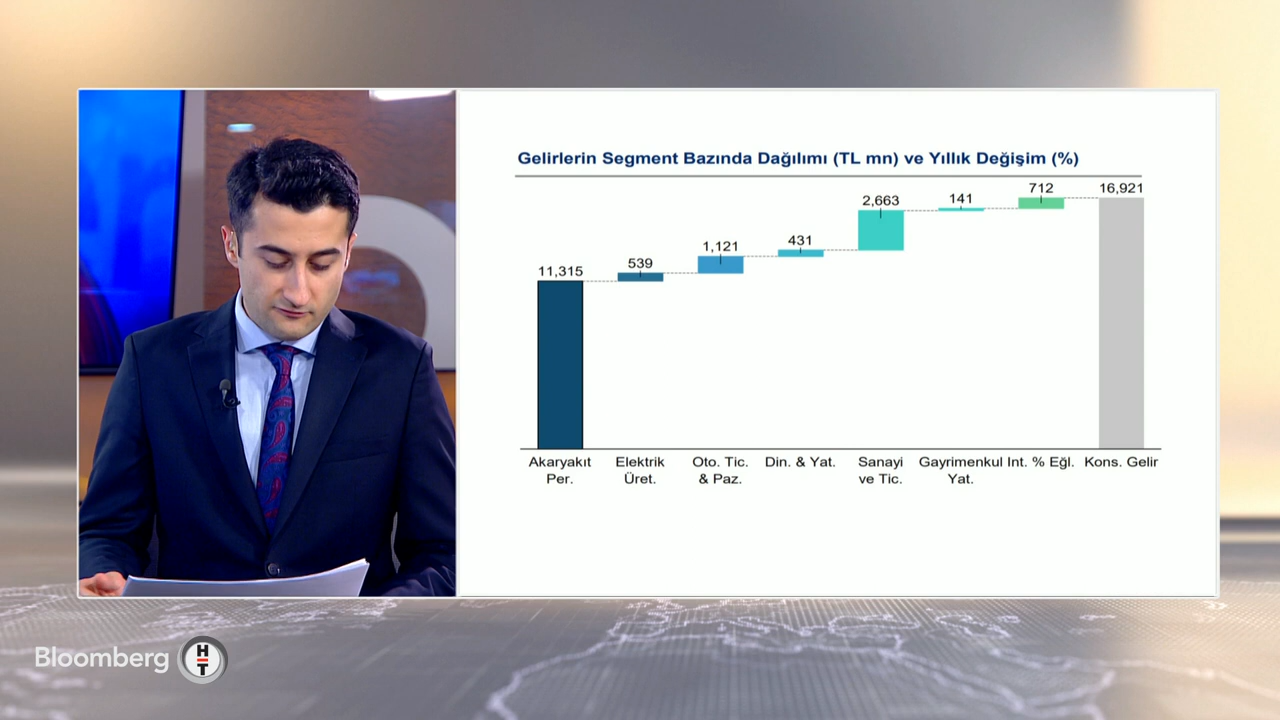 Gelirlerin Segment Bazında Dağılımı (TL mn) ve Yıllık Değişim (%)
11,315
539
1,121
431
2,663
141
712
16,921
Akaryakıt Per.
Elektrik Üret.
Oto. Tic. & Paz.
Din. & Yat.
Sanayi ve Tic.
Gayrimenkul Yat.
Int. % Eğl.
Kons. Gelir
Bloomberg HT